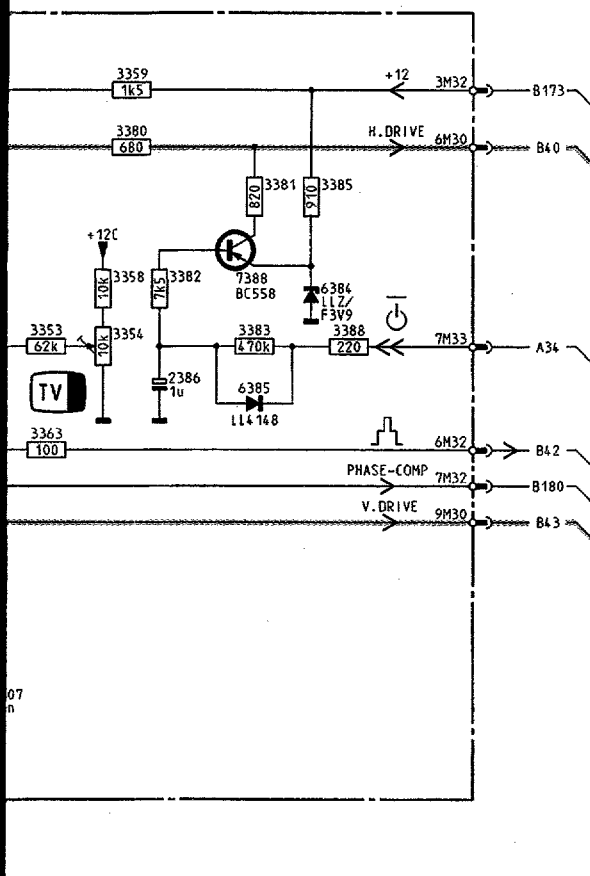 3359
1k5
+12
3M32
B173
3380
680
H.DRIVE
6M30
B40
820
3381
910
3385
+12C
10k
3358
7k5
3382
7388
BC558
6384
LLZ/
F3V9
3353
62k
10k
3354
3383
470k
3388
220
7M33
A34
TV
2386
1u
6385
LL4148
3363
100
6M32
B42
PHASE-COMP
7M32
B180
V.DRIVE
9M30
B43
07
n